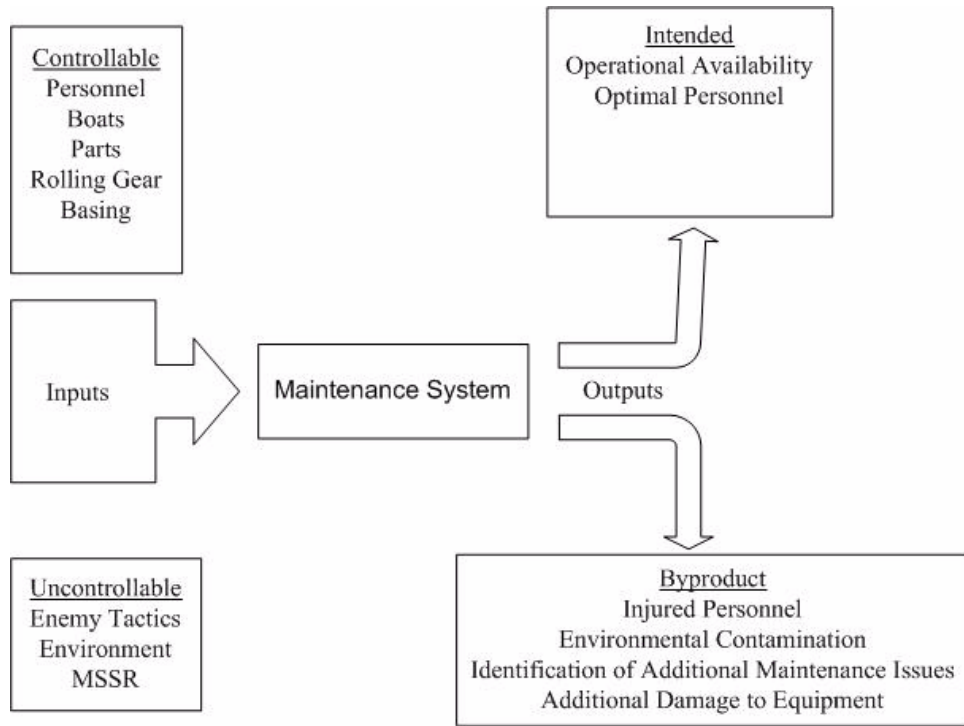 Controllable
Personnel
Boats
Parts
Rolling Gear
Basing
Intended
Operational Availability
Optimal Personnel
Inputs
Maintenance System
Outputs
Uncontrollable
Enemy Tactics
Environment
MSSR
Byproduct
Injured Personnel
Environmental Contamination
Identification of Additional Maintenance Issues
Additional Damage to Equipment